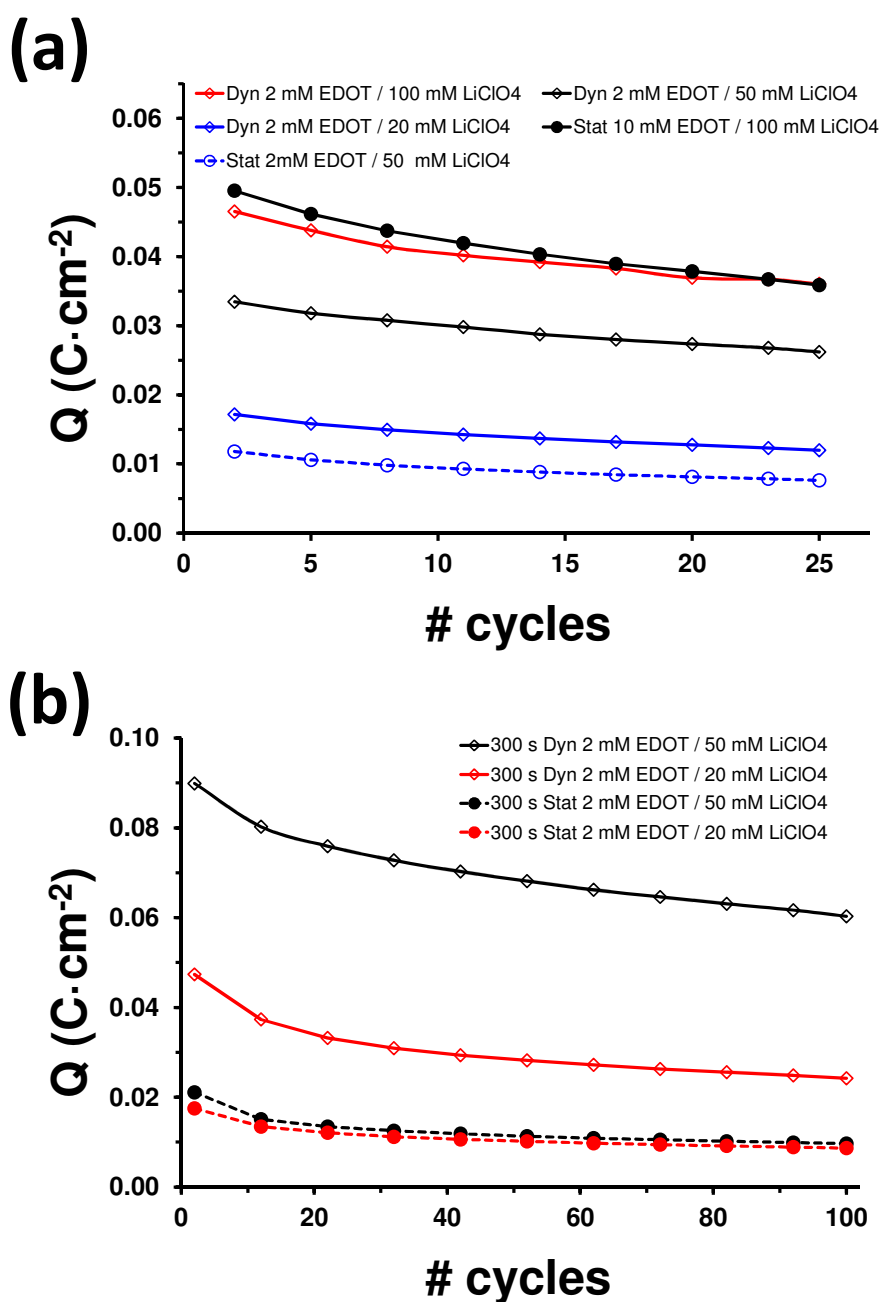 (a)
Dyn 2 mM EDOT / 100 mM LiClO4
Dyn 2 mM EDOT / 50 mM LiClO4
Dyn 2 mM EDOT / 20 mM LiClO4
Stat 10 mM EDOT / 100 mM LiClO4
Stat 2mM EDOT / 50 mM LiClO4
0.06
0.05
0.04
0.03
0.02
0.01
0.00
Q (C·cm-2)
0 5 10 15 20 25
# cycles
(b)
300 s Dyn 2 mM EDOT / 50 mM LiClO4
300 s Dyn 2 mM EDOT / 20 mM LiClO4
300 s Stat 2 mM EDOT / 50 mM LiClO4
300 s Stat 2 mM EDOT / 20 mM LiClO4
0.10
0.08
0.06
0.04
0.02
0.00
Q (C·cm-2)
0 20 40 60 80 100
# cycles